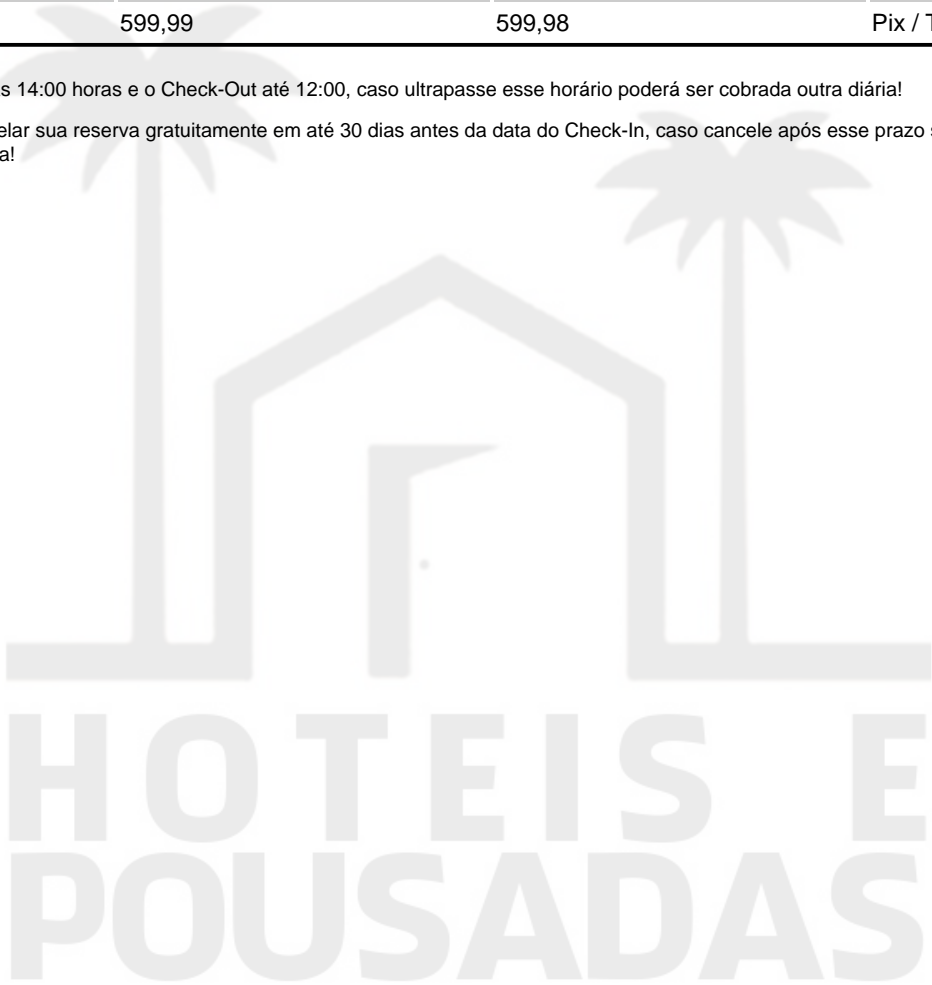 599,99 599,98 Pix /
14:00 horas e o Check-Out até 12:00, caso ultrapasse esse horário poderá ser cobrada outra diária!
sua reserva gratuitamente em até 30 dias antes da data do Check-In, caso cancele após esse prazo
HOTEIS E
POUSADAS